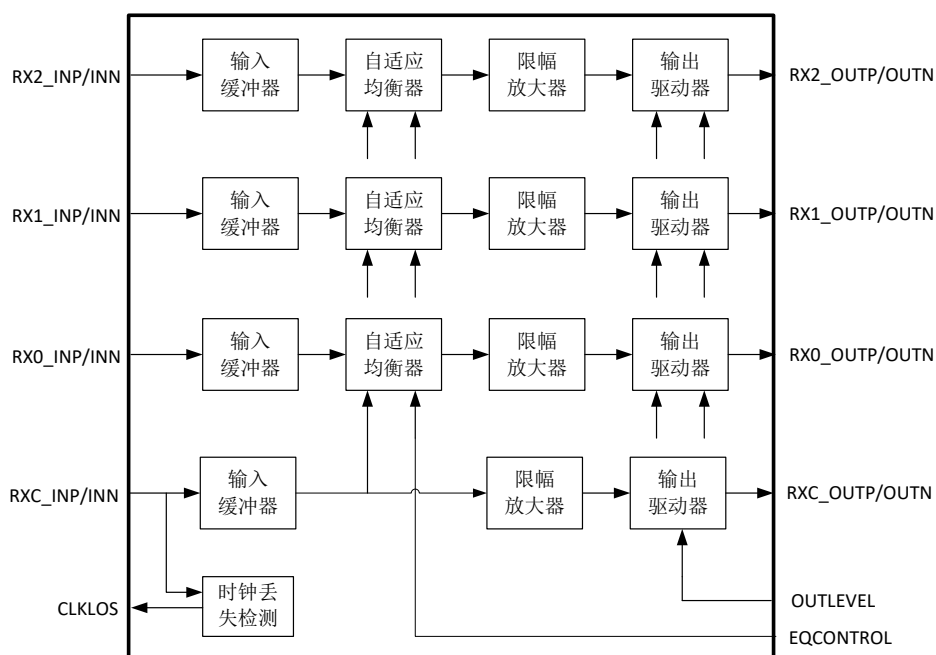 RX2_INP/INN
输入
缓冲器
自适应
均衡器
限幅
放大器
输出
驱动器
RX2_OUTP/OUTN
RX1_INP/INN
输入
缓冲器
自适应
均衡器
限幅
放大器
输出
驱动器
RX1_OUTP/OUTN
RX0_INP/INN
输入
缓冲器
自适应
均衡器
限幅
放大器
输出
驱动器
RX0_OUTP/OUTN
RXC_INP/INN
输入
缓冲器
限幅
放大器
输出
驱动器
RXC_OUTP/OUTN
CLKLOS
时钟丢
失检测
OUTLEVEL
EQCONTROL